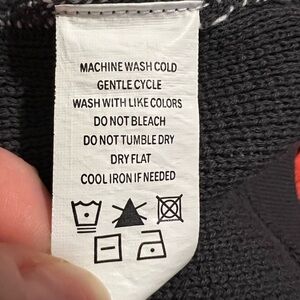 MACHINE WASH COLD
GENTLE CYCLE
WASH WITH LIKE COLORS
DO NOT BLEACH
DO NOT TUMBLE DRY
DRY FLAT
COOL IRON IF NEEDED